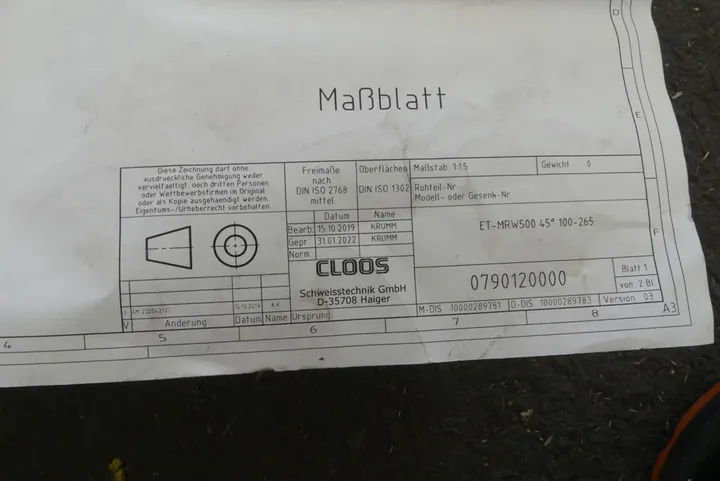 Maßblatt
E
Diese Zeichnung darf ohne
ausdrueckliche Genehmigung weder
vervielfaeltigt, noch dritten Personen
oder Wettbewerbsfirmen im Original
oder als Kopie ausgehaendigt werden.
Eigentums-/Urheberrecht vorbehalten
Freimaße
nach
DIN ISO 2768
mittel
Oberflächen
DIN ISO 1302
Maßstab 1:1.5
Gewicht 0
Rohteil-Nr
Modell- oder Gesenk-Nr
Datum Name
Bearb. 15.10.2019 KRUMM
Gepr. 31.01.2022 KRUMM
Norm
ET-MRW500 45° 100-265
F
CLOOS
Schweisstechnik GmbH
D-35708 Haiger
0790120000
Blatt 1
von 2 Bl.
A.K.
V Änderung Datum Name Ursprung
M-DIS 10000289781 D-DIS 10000289783 Version 03
4 5 6 7 8 A3